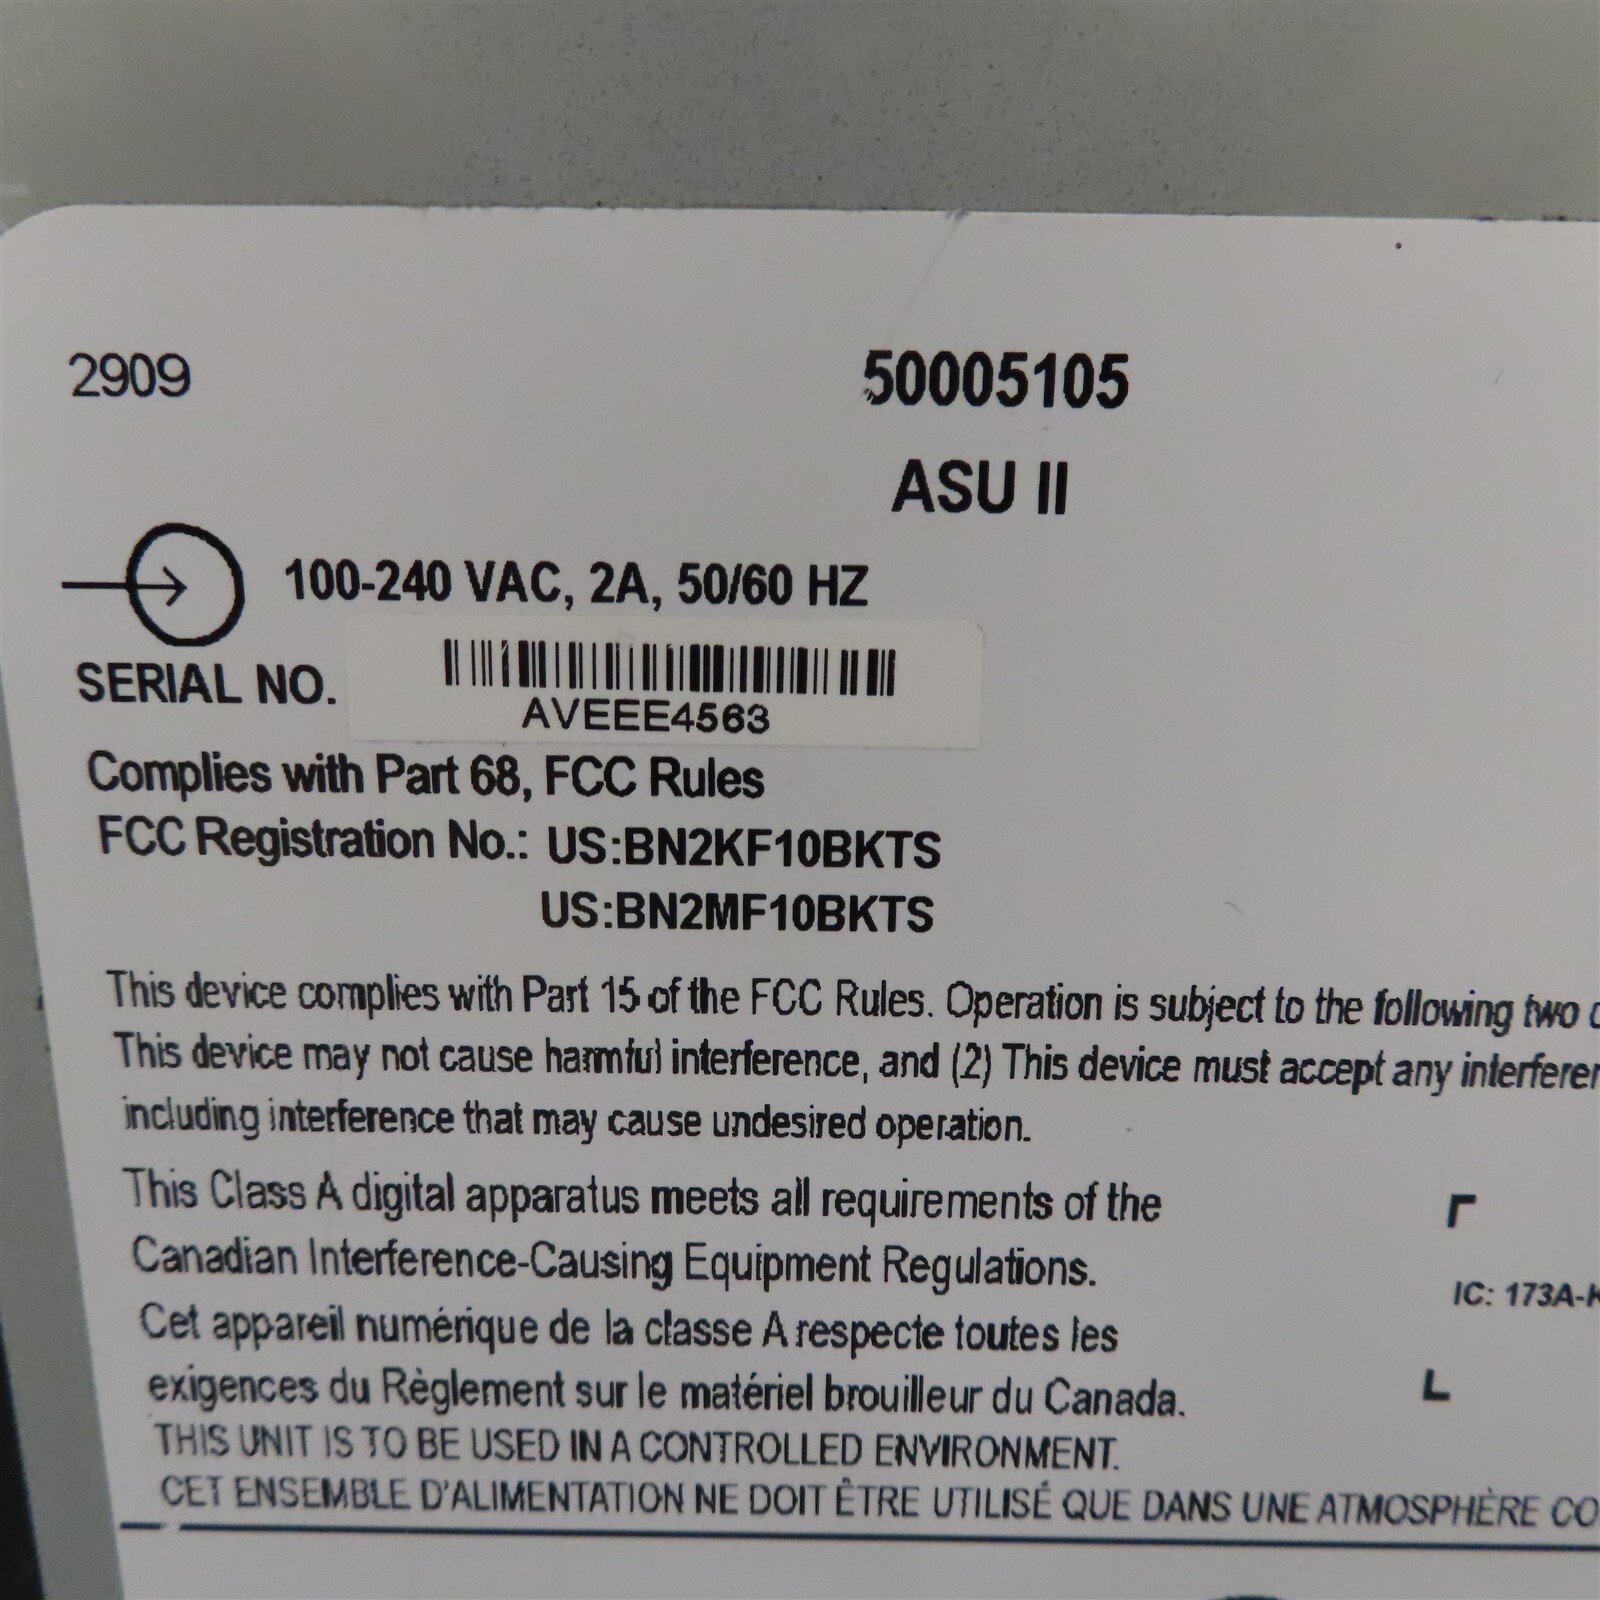 2909
50005105
ASU II
100-240 VAC, 2A, 50/60 HZ
SERIAL NO.
AVEEE4563
Complies with Part 68, FCC Rules
FCC Registration No.: US:BN2KF10BKTS
US:BN2MF10BKTS
This device complies with Part 15 of the FCC Rules. Operation is subject to the following two
This device may not cause harmful interference, and (2) This device must accept any
including interference that may cause undesired operation.
This Class A digital apparatus meets all requirements of the
Canadian Interference-Causing Equipment Regulations.
IC: 173A-
Cet appareil numérique de la classe A respecte toutes les
exigences du Règlement sur le matériel brouilleur du Canada.
THIS UNIT IS TO BE USED IN A CONTROLLED ENVIRONMENT.
CET ENSEMBLE D'ALIMENTATION NE DOIT ÊTRE UTILISÉ QUE DANS UNE ATMOSPHÈRE